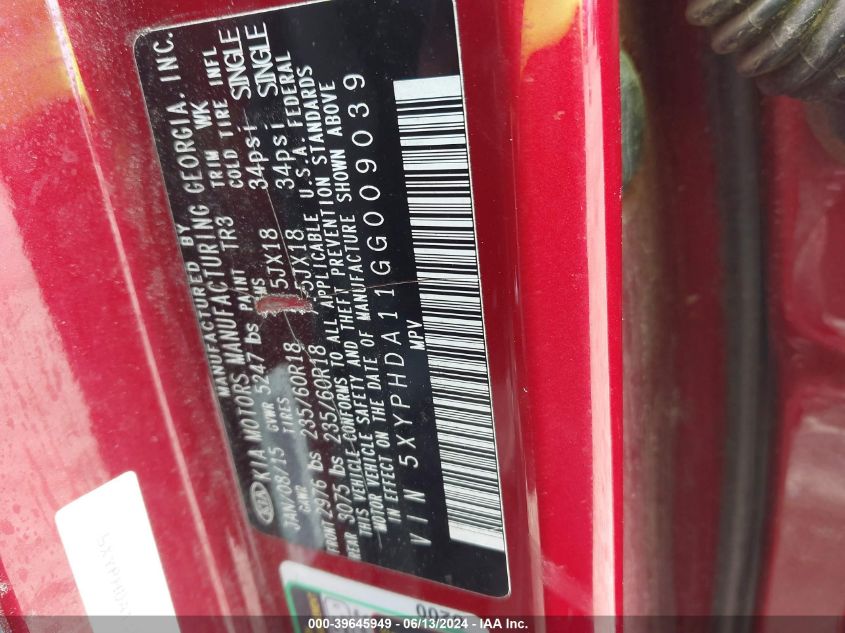 MANUFACTURED BY
KIA MOTORS MANUFACTURING GEORGIA, INC.
JAN/08/15 GVWR 5247 lbs PAINT TR3 TRIM WK
GAWR TIRES RIMS COLD TIRE INFL
FRONT 2976 lbs 235/60R18 5JX18 34psi SINGLE
REAR 3075 lbs 235/60R18 5JX18 34psi SINGLE
THIS VEHICLE CONFORMS TO ALL APPLICABLE U.S.A. FEDERAL
MOTOR VEHICLE SAFETY AND THEFT PREVENTION STANDARDS
IN EFFECT ON THE DATE OF MANUFACTURE SHOWN ABOVE
VIN 5XYPHDA11GG009039
MPV
000-39645949 / 06/13/2024 - IAA, Inc.